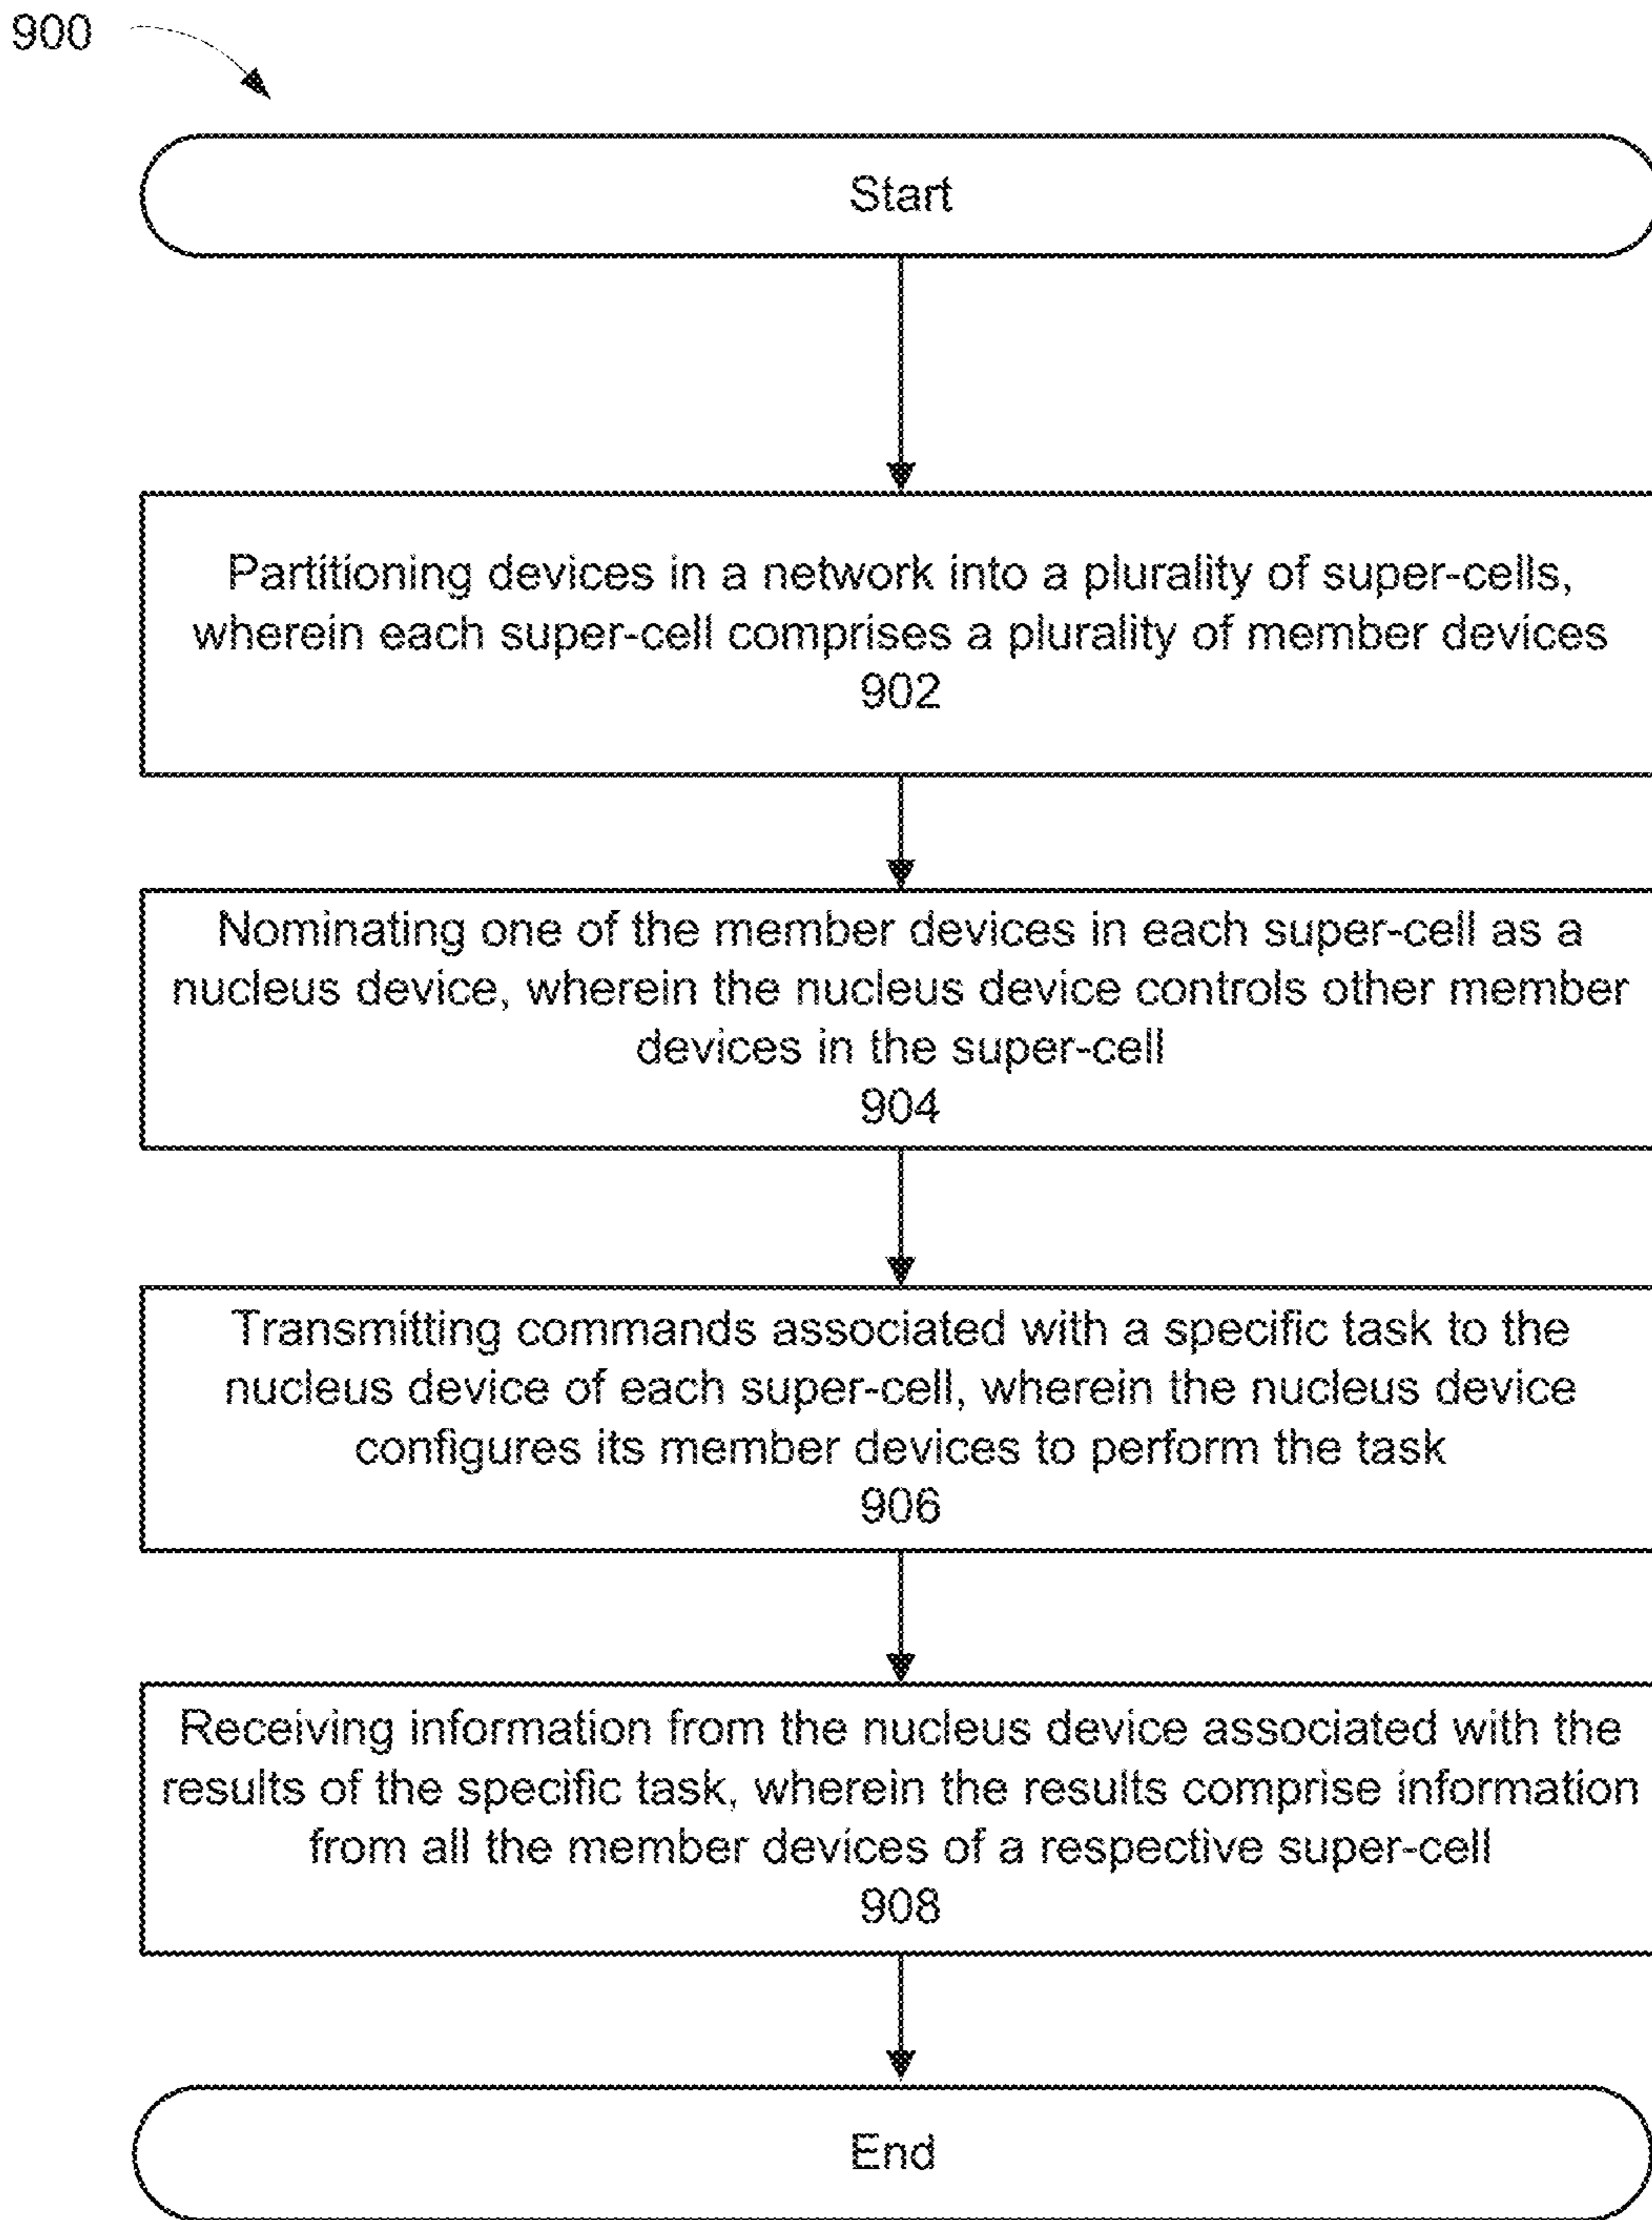 900
Start
Partitioning devices in a network into a plurality of super-cells,
wherein each super-cell comprises a plurality of member devices
902
Nominating one of the member devices in each super-cell as a
nucleus device, wherein the nucleus device controls other member
devices in the super-cell
904
Transmitting commands associated with a specific task to the
nucleus device of each super-cell, wherein the nucleus device
configures its member devices to perform the task
906
Receiving information from the nucleus device associated with the
results of the specific task, wherein the results comprise information
from all the member devices of a respective super-cell
908
End